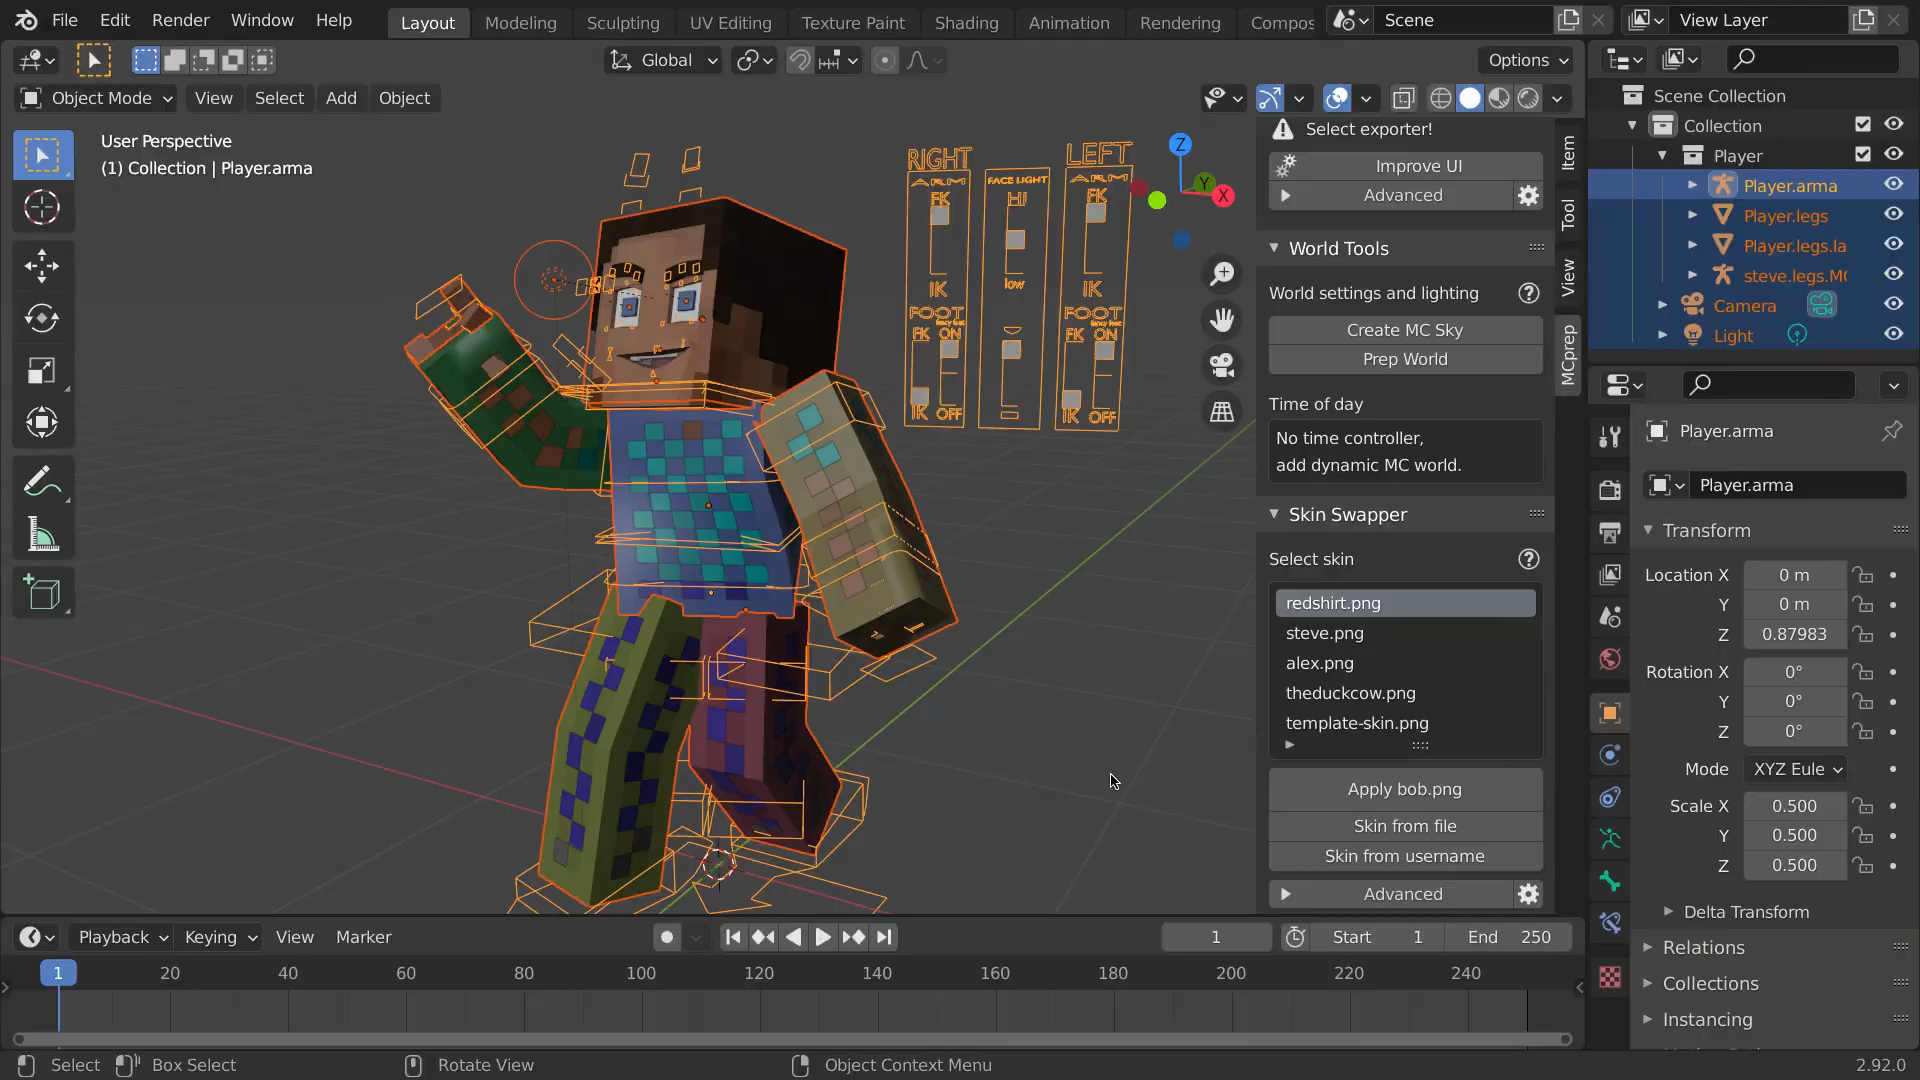 File Edit Render Window Help Layout Modeling Sculpting UV Editing Texture Paint Shading Animation Rendering Compos Scene View Layer
Global Options
Object Mode View Select Add Object
User Perspective
(1) Collection | Player.arma
RIGHT LEFT
ARM FACE LIGHT ARM
FK HI FK
low
IK IK
FOOT FOOT
FK ON FK ON
IK OFF IK OFF
Z
Y
X
Select exporter!
Improve UI
Advanced
World Tools
World settings and lighting
Create MC Sky
Prep World
Time of day
No time controller,
add dynamic MC world.
Skin Swapper
Select skin
redshirt.png
steve.png
alex.png
theduckcow.png
template-skin.png
Apply bob.png
Skin from file
Skin from username
Advanced
Item
Tool
View
MCprep
Scene Collection
Collection
Player
Player.arma
Player.legs
Player.legs.la
steve.legs.MC
Camera
Light
Player.arma
Player.arma
Transform
Location X 0 m
Y 0 m
Z 0.87983
Rotation X 0°
Y 0°
Z 0°
Mode XYZ Eule
Scale X 0.500
Y 0.500
Z 0.500
Delta Transform
Relations
Collections
Instancing
Playback Keying View Marker 1 Start 1 End 250
1 20 40 60 80 100 120 140 160 180 200 220 240
Select Box Select Rotate View Object Context Menu 2.92.0